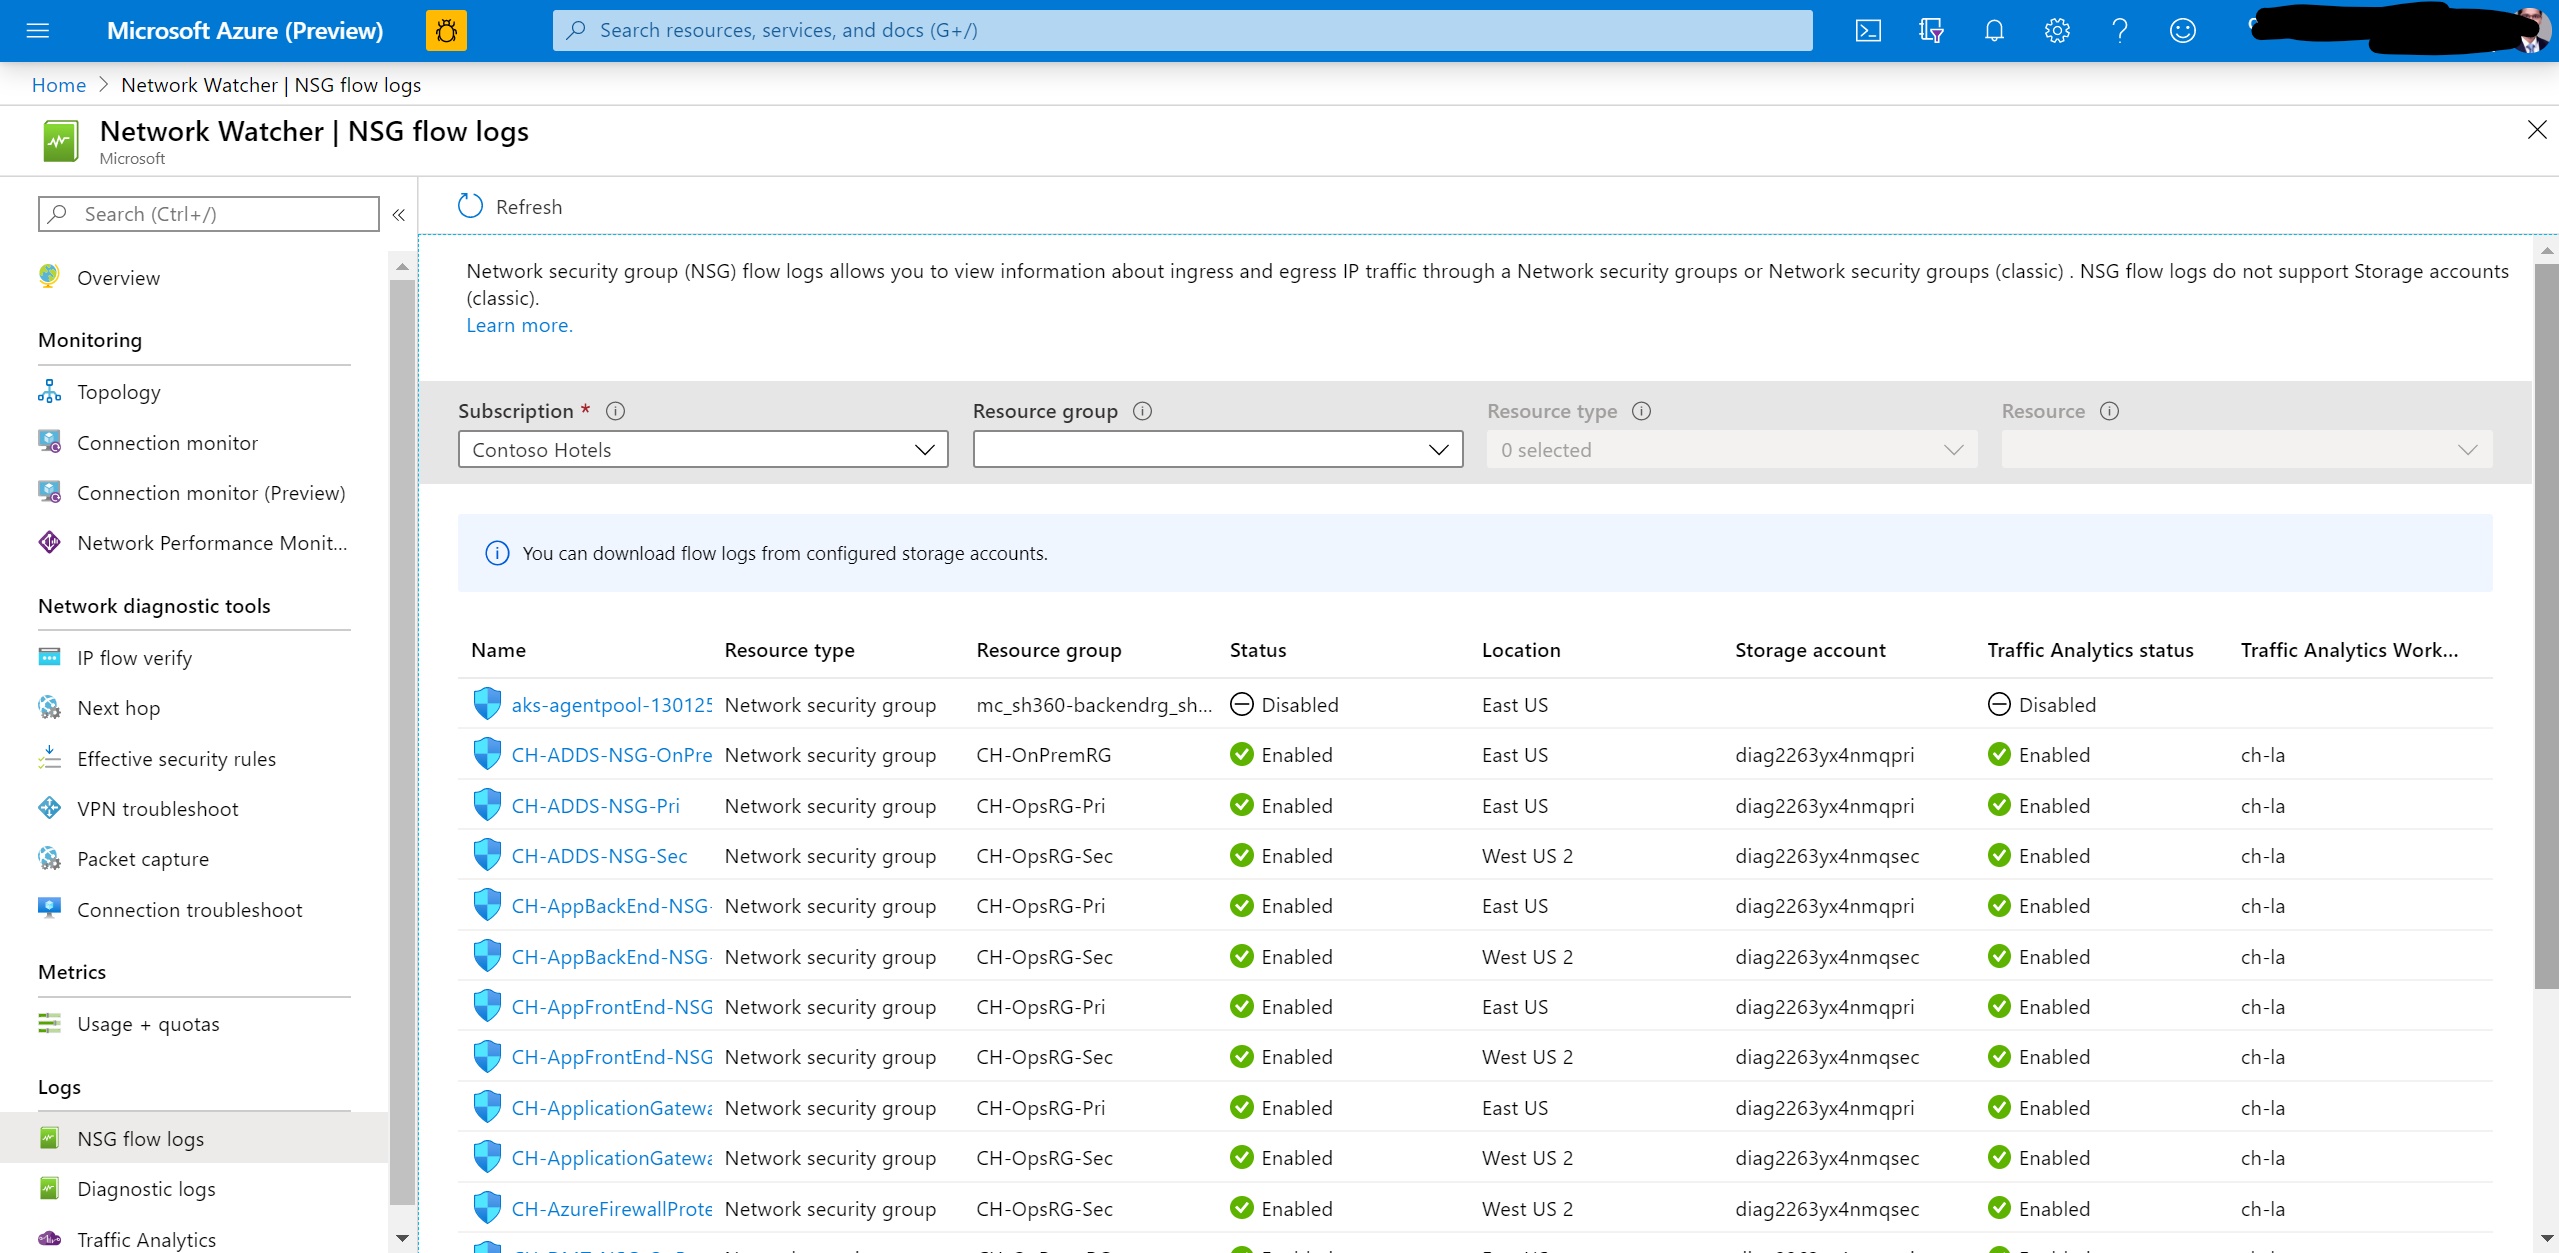 Microsoft Azure (Preview)
Search resources, services, and docs (G+/)
Home > Network Watcher | NSG flow logs
Network Watcher | NSG flow logs
Microsoft
Search (Ctrl+/)
«
Overview
Monitoring
Topology
Connection monitor
Connection monitor (Preview)
Network Performance Monit...
Network diagnostic tools
IP flow verify
Next hop
Effective security rules
VPN troubleshoot
Packet capture
Connection troubleshoot
Metrics
Usage + quotas
Logs
NSG flow logs
Diagnostic logs
Traffic Analytics
Refresh
Network security group (NSG) flow logs allows you to view information about ingress and egress IP traffic through a Network security groups or Network security groups (classic) . NSG flow logs do not support Storage accounts
(classic).
Learn more.
Subscription * Resource group Resource type Resource
Contoso Hotels 0 selected
You can download flow logs from configured storage accounts.
Name Resource type Resource group Status Location Storage account Traffic Analytics status Traffic Analytics Work...
aks-agentpool-130125 Network security group mc_sh360-backendrg_sh... Disabled East US Disabled
CH-ADDS-NSG-OnPre Network security group CH-OnPremRG Enabled East US diag2263yx4nmqpri Enabled ch-la
CH-ADDS-NSG-Pri Network security group CH-OpsRG-Pri Enabled East US diag2263yx4nmqpri Enabled ch-la
CH-ADDS-NSG-Sec Network security group CH-OpsRG-Sec Enabled West US 2 diag2263yx4nmqsec Enabled ch-la
CH-AppBackEnd-NSG- Network security group CH-OpsRG-Pri Enabled East US diag2263yx4nmqpri Enabled ch-la
CH-AppBackEnd-NSG- Network security group CH-OpsRG-Sec Enabled West US 2 diag2263yx4nmqsec Enabled ch-la
CH-AppFrontEnd-NSG Network security group CH-OpsRG-Pri Enabled East US diag2263yx4nmqpri Enabled ch-la
CH-AppFrontEnd-NSG Network security group CH-OpsRG-Sec Enabled West US 2 diag2263yx4nmqsec Enabled ch-la
CH-ApplicationGatewa Network security group CH-OpsRG-Pri Enabled East US diag2263yx4nmqpri Enabled ch-la
CH-ApplicationGatewa Network security group CH-OpsRG-Sec Enabled West US 2 diag2263yx4nmqsec Enabled ch-la
CH-AzureFirewallProte Network security group CH-OpsRG-Sec Enabled West US 2 diag2263yx4nmqsec Enabled ch-la